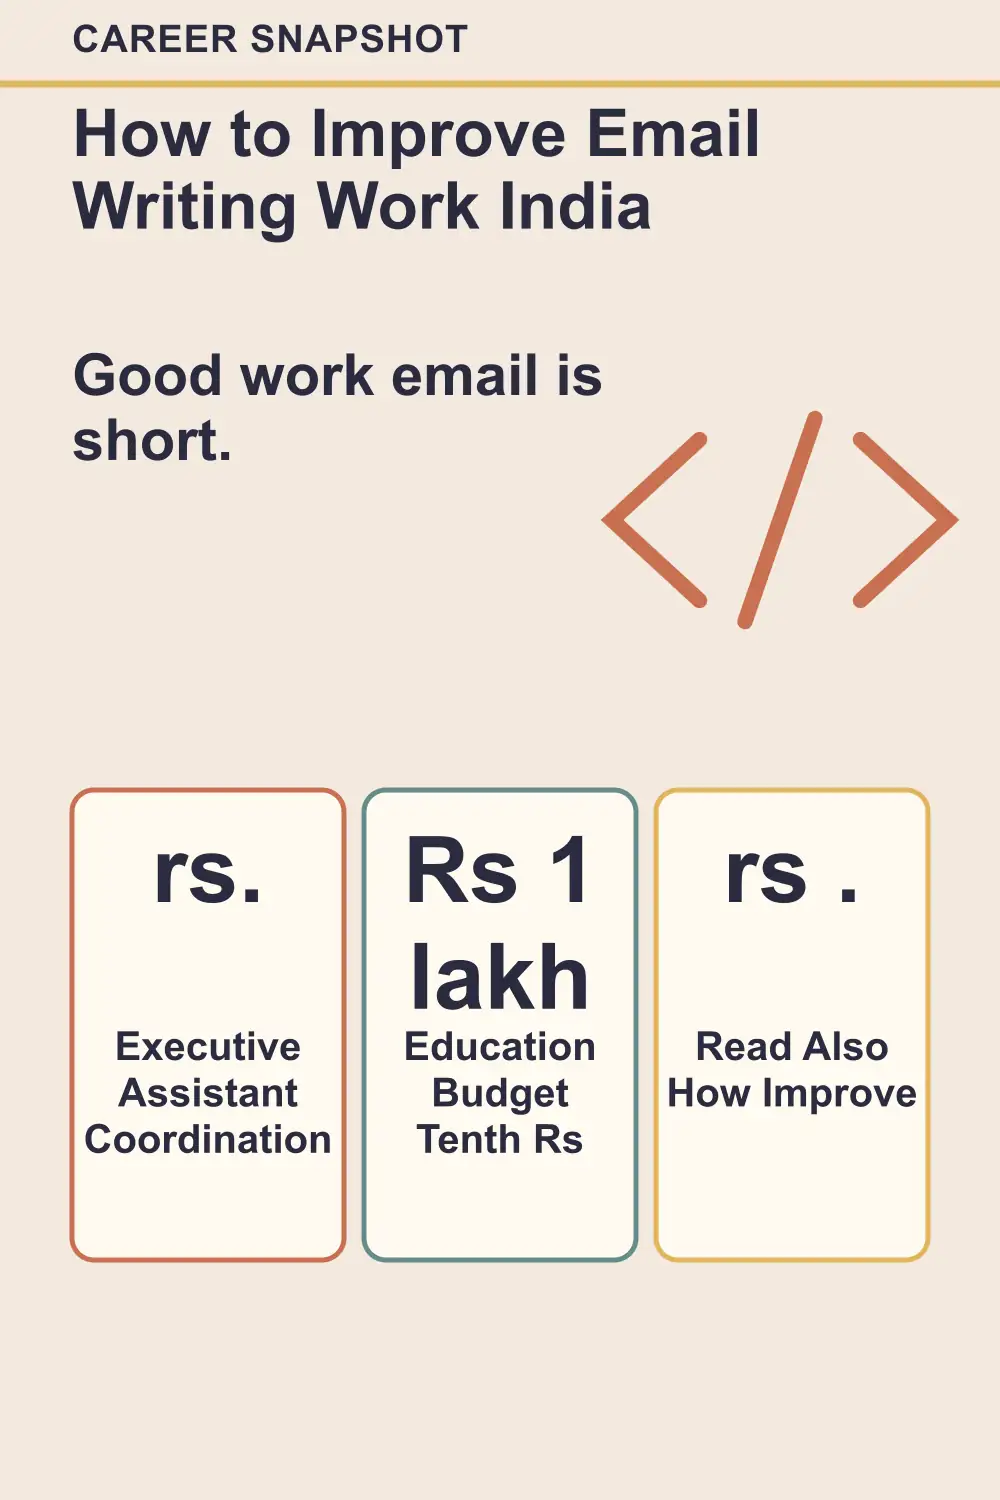 CAREER SNAPSHOT
How to Improve Email
Writing Work India
Good work email is
short.
rs.
Executive
Assistant
Coordination
Rs 1
lakh
Education
Budget
Tenth Rs
rs .
Read Also
How Improve